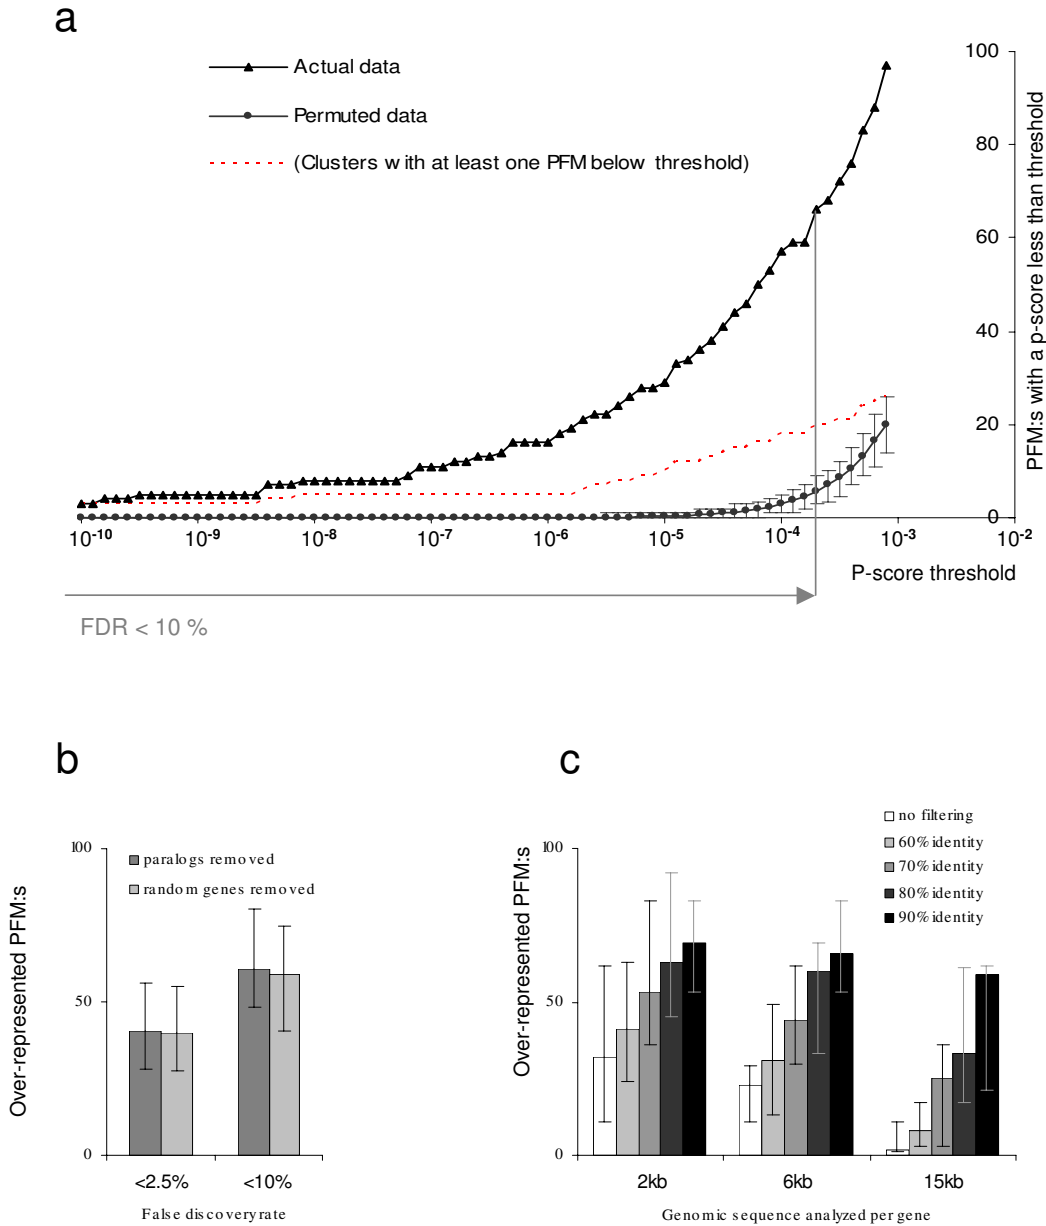 a
Actual data
Permuted data
(Clusters with at least one PFM below threshold)
100
80
60
40
20
0
PFM:s with a p-score less than threshold
10-10
10-9
10-8
10-7
10-6
10-5
10-4
10-3
10-2
P-score threshold
FDR < 10 %
b
100
50
0
Over-represented PFM:s
paralogs removed
random genes removed
<2.5%
<10%
False discovery rate
c
no filtering
60% identity
70% identity
80% identity
90% identity
100
50
0
Over-represented PFM:s
2kb
6kb
15kb
Genomic sequence analyzed per gene